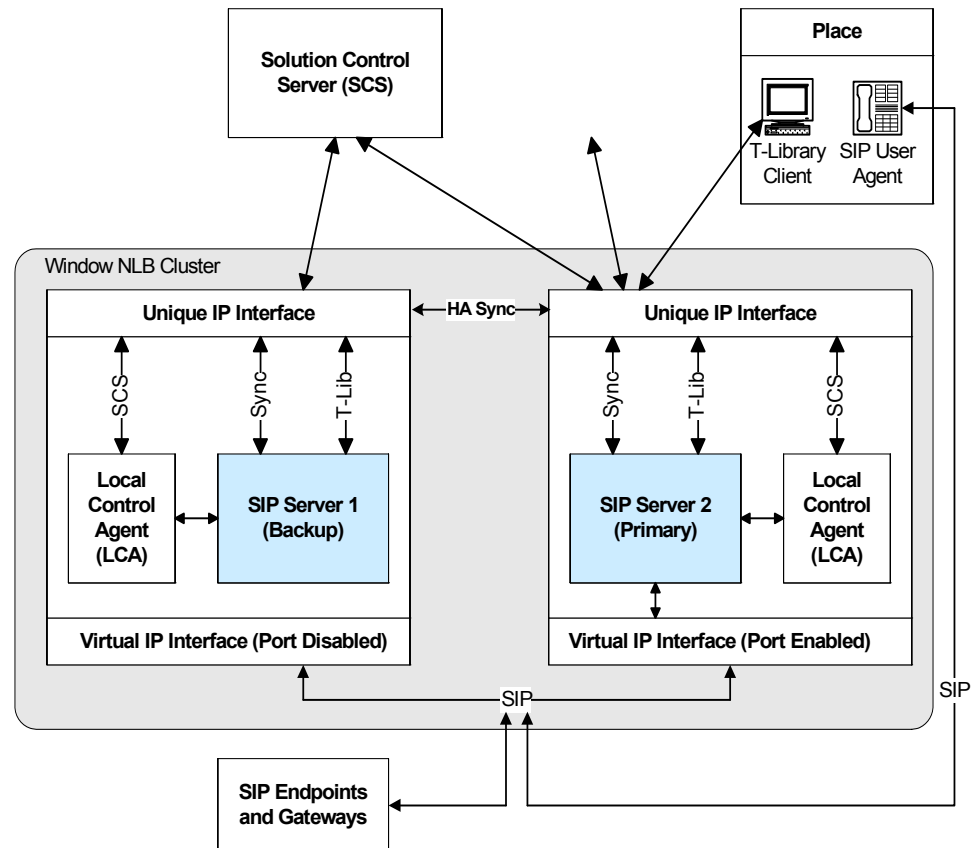 Solution Control
Server (SCS)
Place
T-Library
Client
SIP User
Agent
Window NLB Cluster
Unique IP Interface
HA Sync
Unique IP Interface
SCS
Sync
T-Lib
Sync
T-Lib
SCS
Local
Control
Agent
(LCA)
SIP Server 1
(Backup)
SIP Server 2
(Primary)
Local
Control
Agent
(LCA)
Virtual IP Interface (Port Disabled)
Virtual IP Interface (Port Enabled)
SIP
SIP
SIP Endpoints
and Gateways